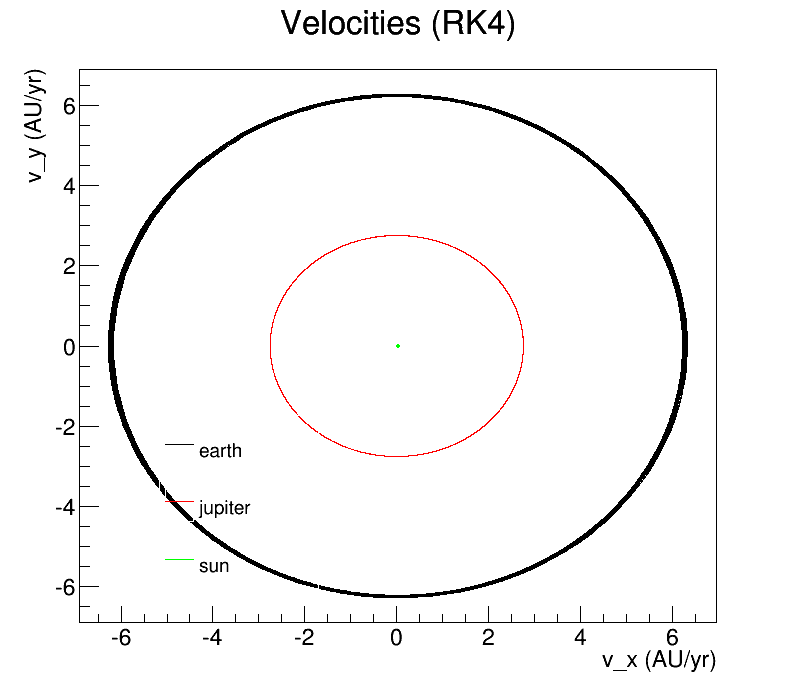 Velocities (RK4)
v_y (AU/yr)
6
4
2
0
-2
-4
-6
earth
jupiter
sun
-6 -4 -2 0 2 4 6
v_x (AU/yr)